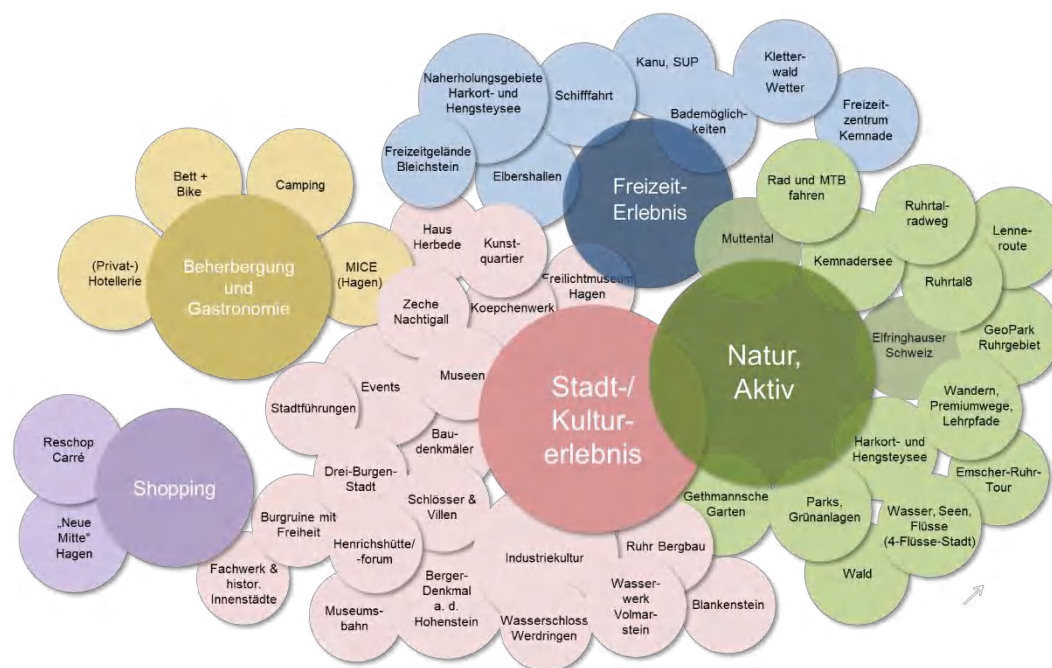 Naherholungsgebiete
Harkort- und
Hengsteysee
Schifffahrt
Kanu, SUP
Bademöglich-
keiten
Kletter-
wald
Wetter
Freizeit-
zentrum
Kemnade
Freizeitgelände
Bleichstein
Elbershallen
Freizeit-
Erlebnis
Bett +
Bike
Camping
(Privat-)
Hotellerie
Beherbergung
und
Gastronomie
MICE
(Hagen)
Haus
Herbede
Kunst-
quartier
Freilichtmuseum
Hagen
Zeche
Nachtigall
Koepchenwerk
Events
Museen
Stadtführungen
Stadt-/
Kultur-
erlebnis
Bau-
denkmäler
Drei-Burgen-
Stadt
Schlösser &
Villen
Burgruine mit
Freiheit
Henrichshütte/
-forum
Industriekultur
Ruhr Bergbau
Fachwerk &
histor.
Innenstädte
Museums-
bahn
Berger-
Denkmal
a. d.
Hohenstein
Wasserschloss
Werdringen
Wasser-
werk
Volmar-
stein
Blankenstein
Rad und MTB
fahren
Muttental
Kemnadersee
Ruhrtal-
radweg
Lenne-
route
Ruhrtal8
Natur,
Aktiv
Elfringhauser
Schweiz
GeoPark
Ruhrgebiet
Wandern,
Premiumwege,
Lehrpfade
Harkort- und
Hengsteysee
Emscher-Ruhr-
Tour
Gethmannsche
Garten
Parks,
Grünanlagen
Wasser, Seen,
Flüsse
(4-Flüsse-Stadt)
Wald
Reschop
Carré
Shopping
„Neue
Mitte"
Hagen